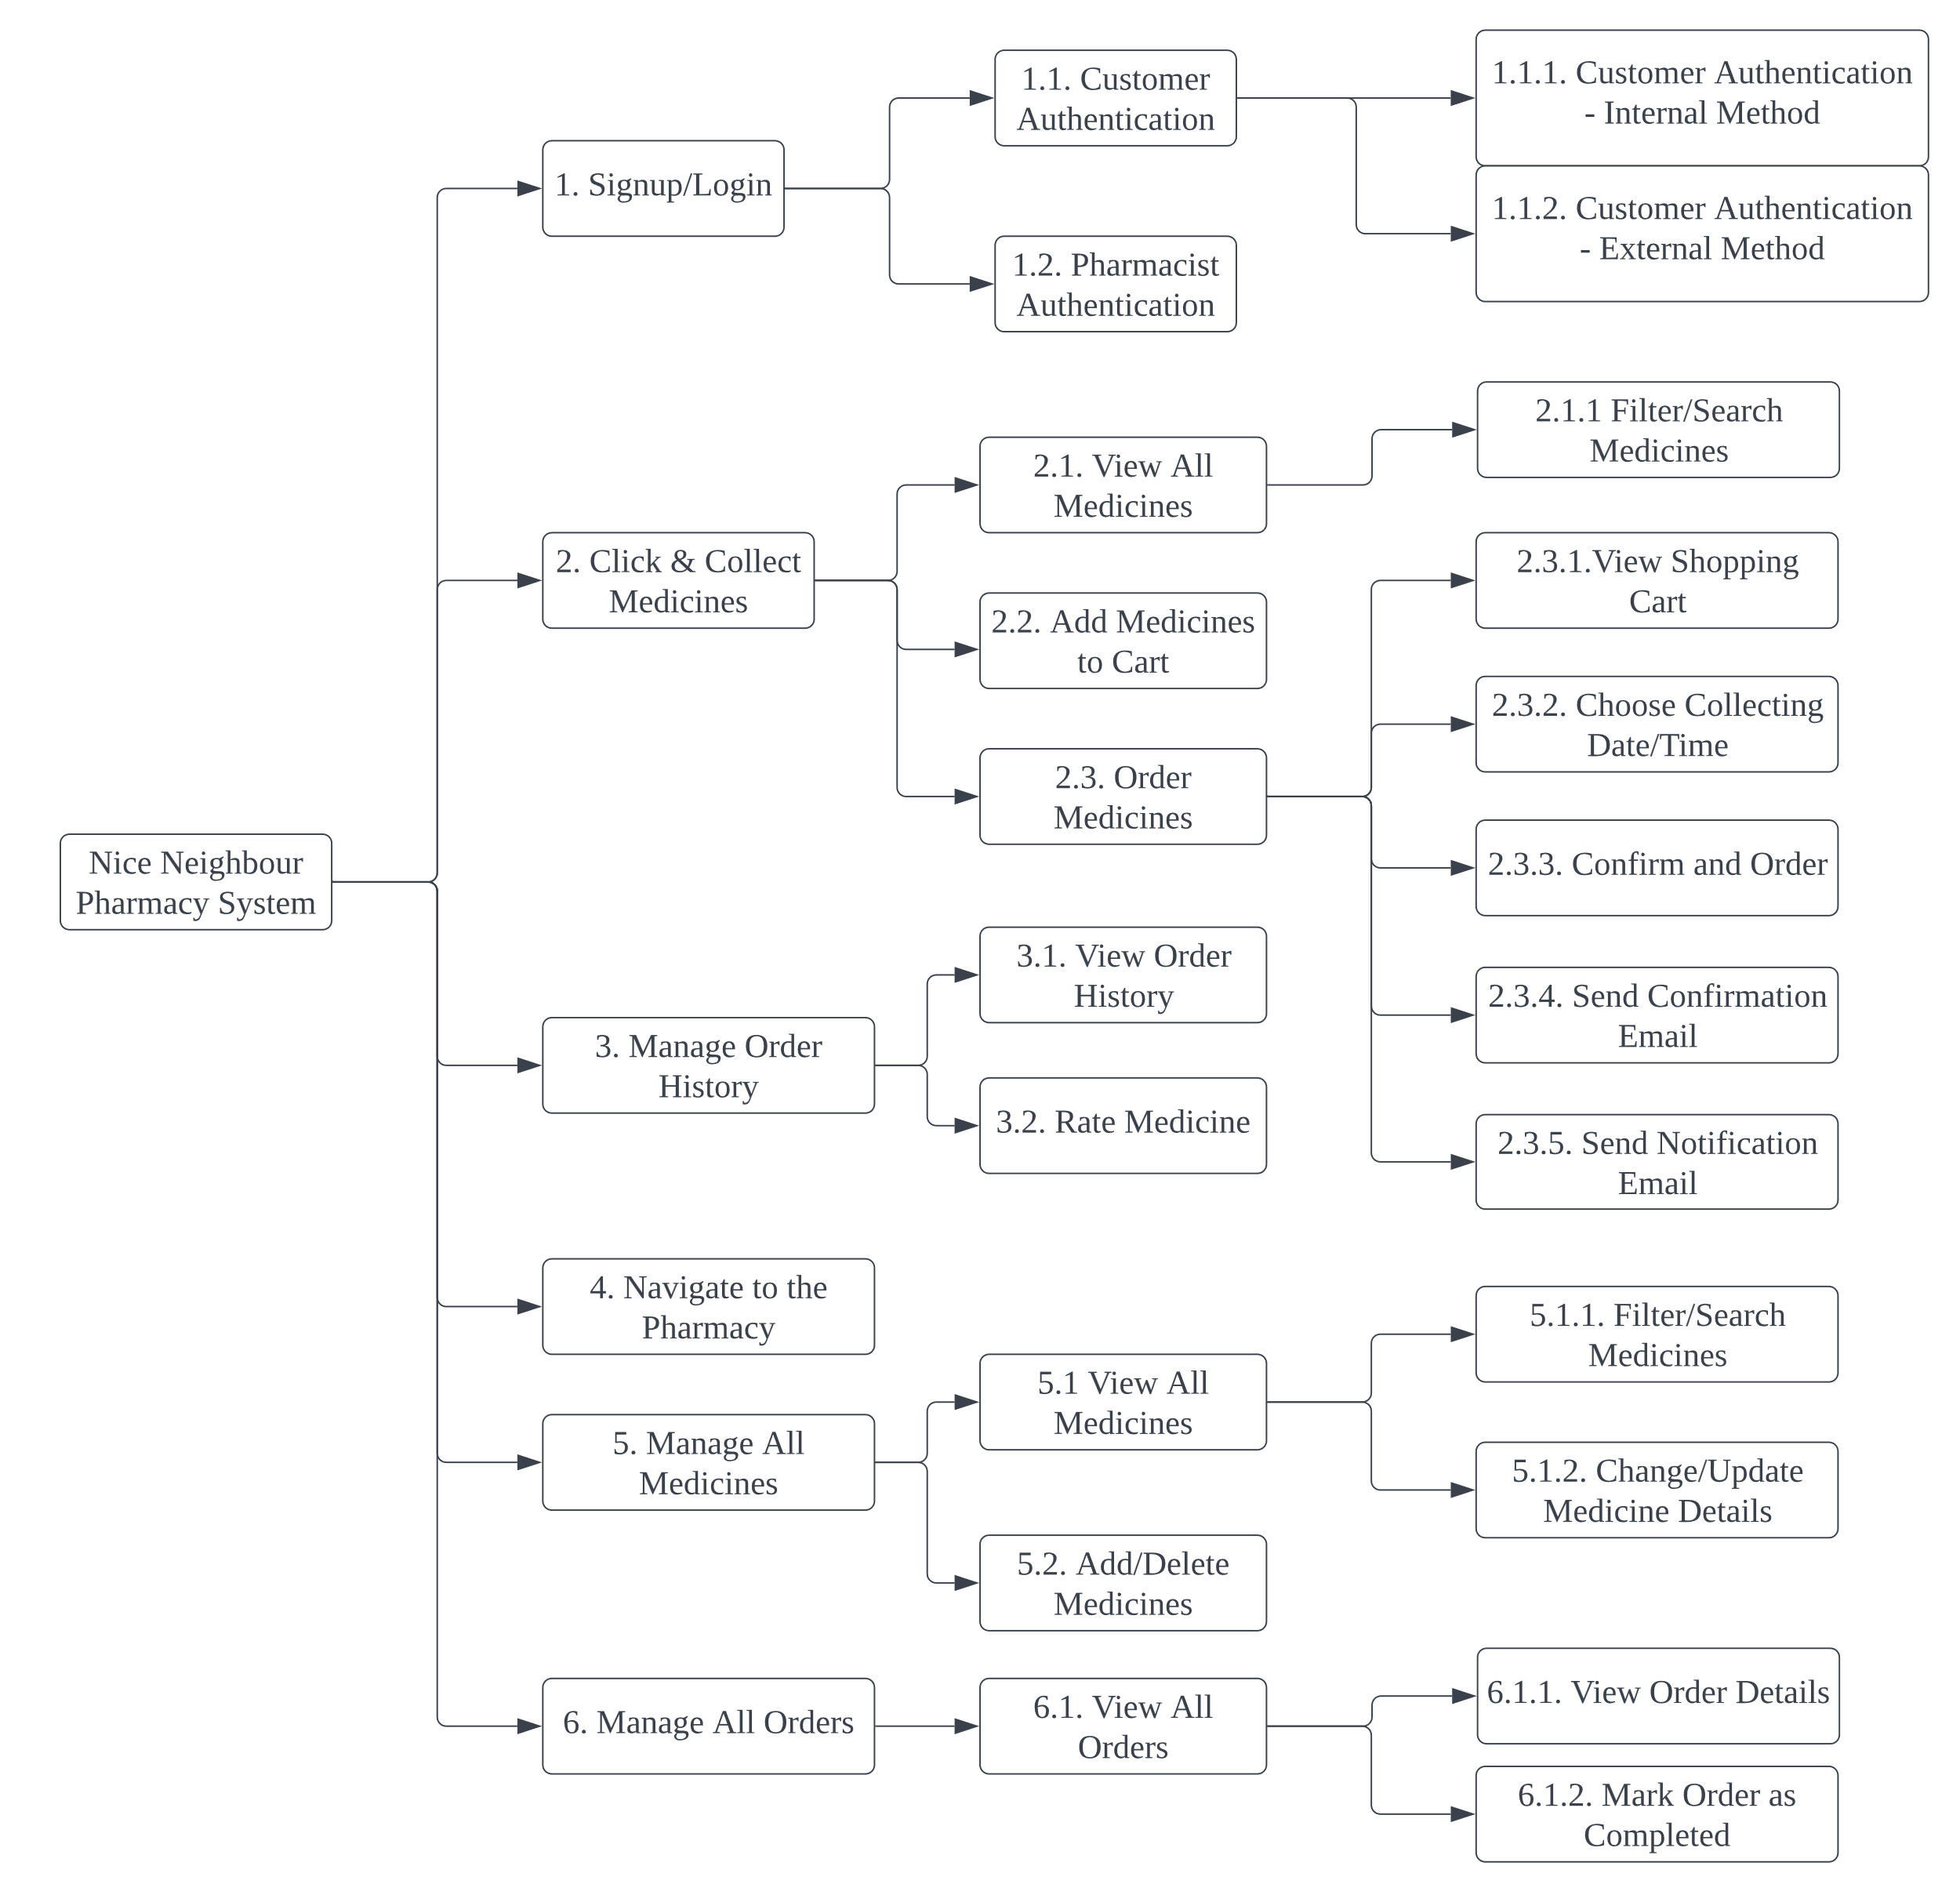 Nice Neighbour
Pharmacy System
1. Signup/Login
1.1. Customer
Authentication
1.1.1. Customer Authentication
- Internal Method
1.1.2. Customer Authentication
- External Method
1.2. Pharmacist
Authentication
2. Click & Collect
Medicines
2.1. View All
Medicines
2.1.1 Filter/Search
Medicines
2.2. Add Medicines
to Cart
2.3. Order
Medicines
2.3.1.View Shopping
Cart
2.3.2. Choose Collecting
Date/Time
2.3.3. Confirm and Order
2.3.4. Send Confirmation
Email
2.3.5. Send Notification
Email
3. Manage Order
History
3.1. View Order
History
3.2. Rate Medicine
4. Navigate to the
Pharmacy
5. Manage All
Medicines
5.1 View All
Medicines
5.1.1. Filter/Search
Medicines
5.1.2. Change/Update
Medicine Details
5.2. Add/Delete
Medicines
6. Manage All Orders
6.1. View All
Orders
6.1.1. View Order Details
6.1.2. Mark Order as
Completed